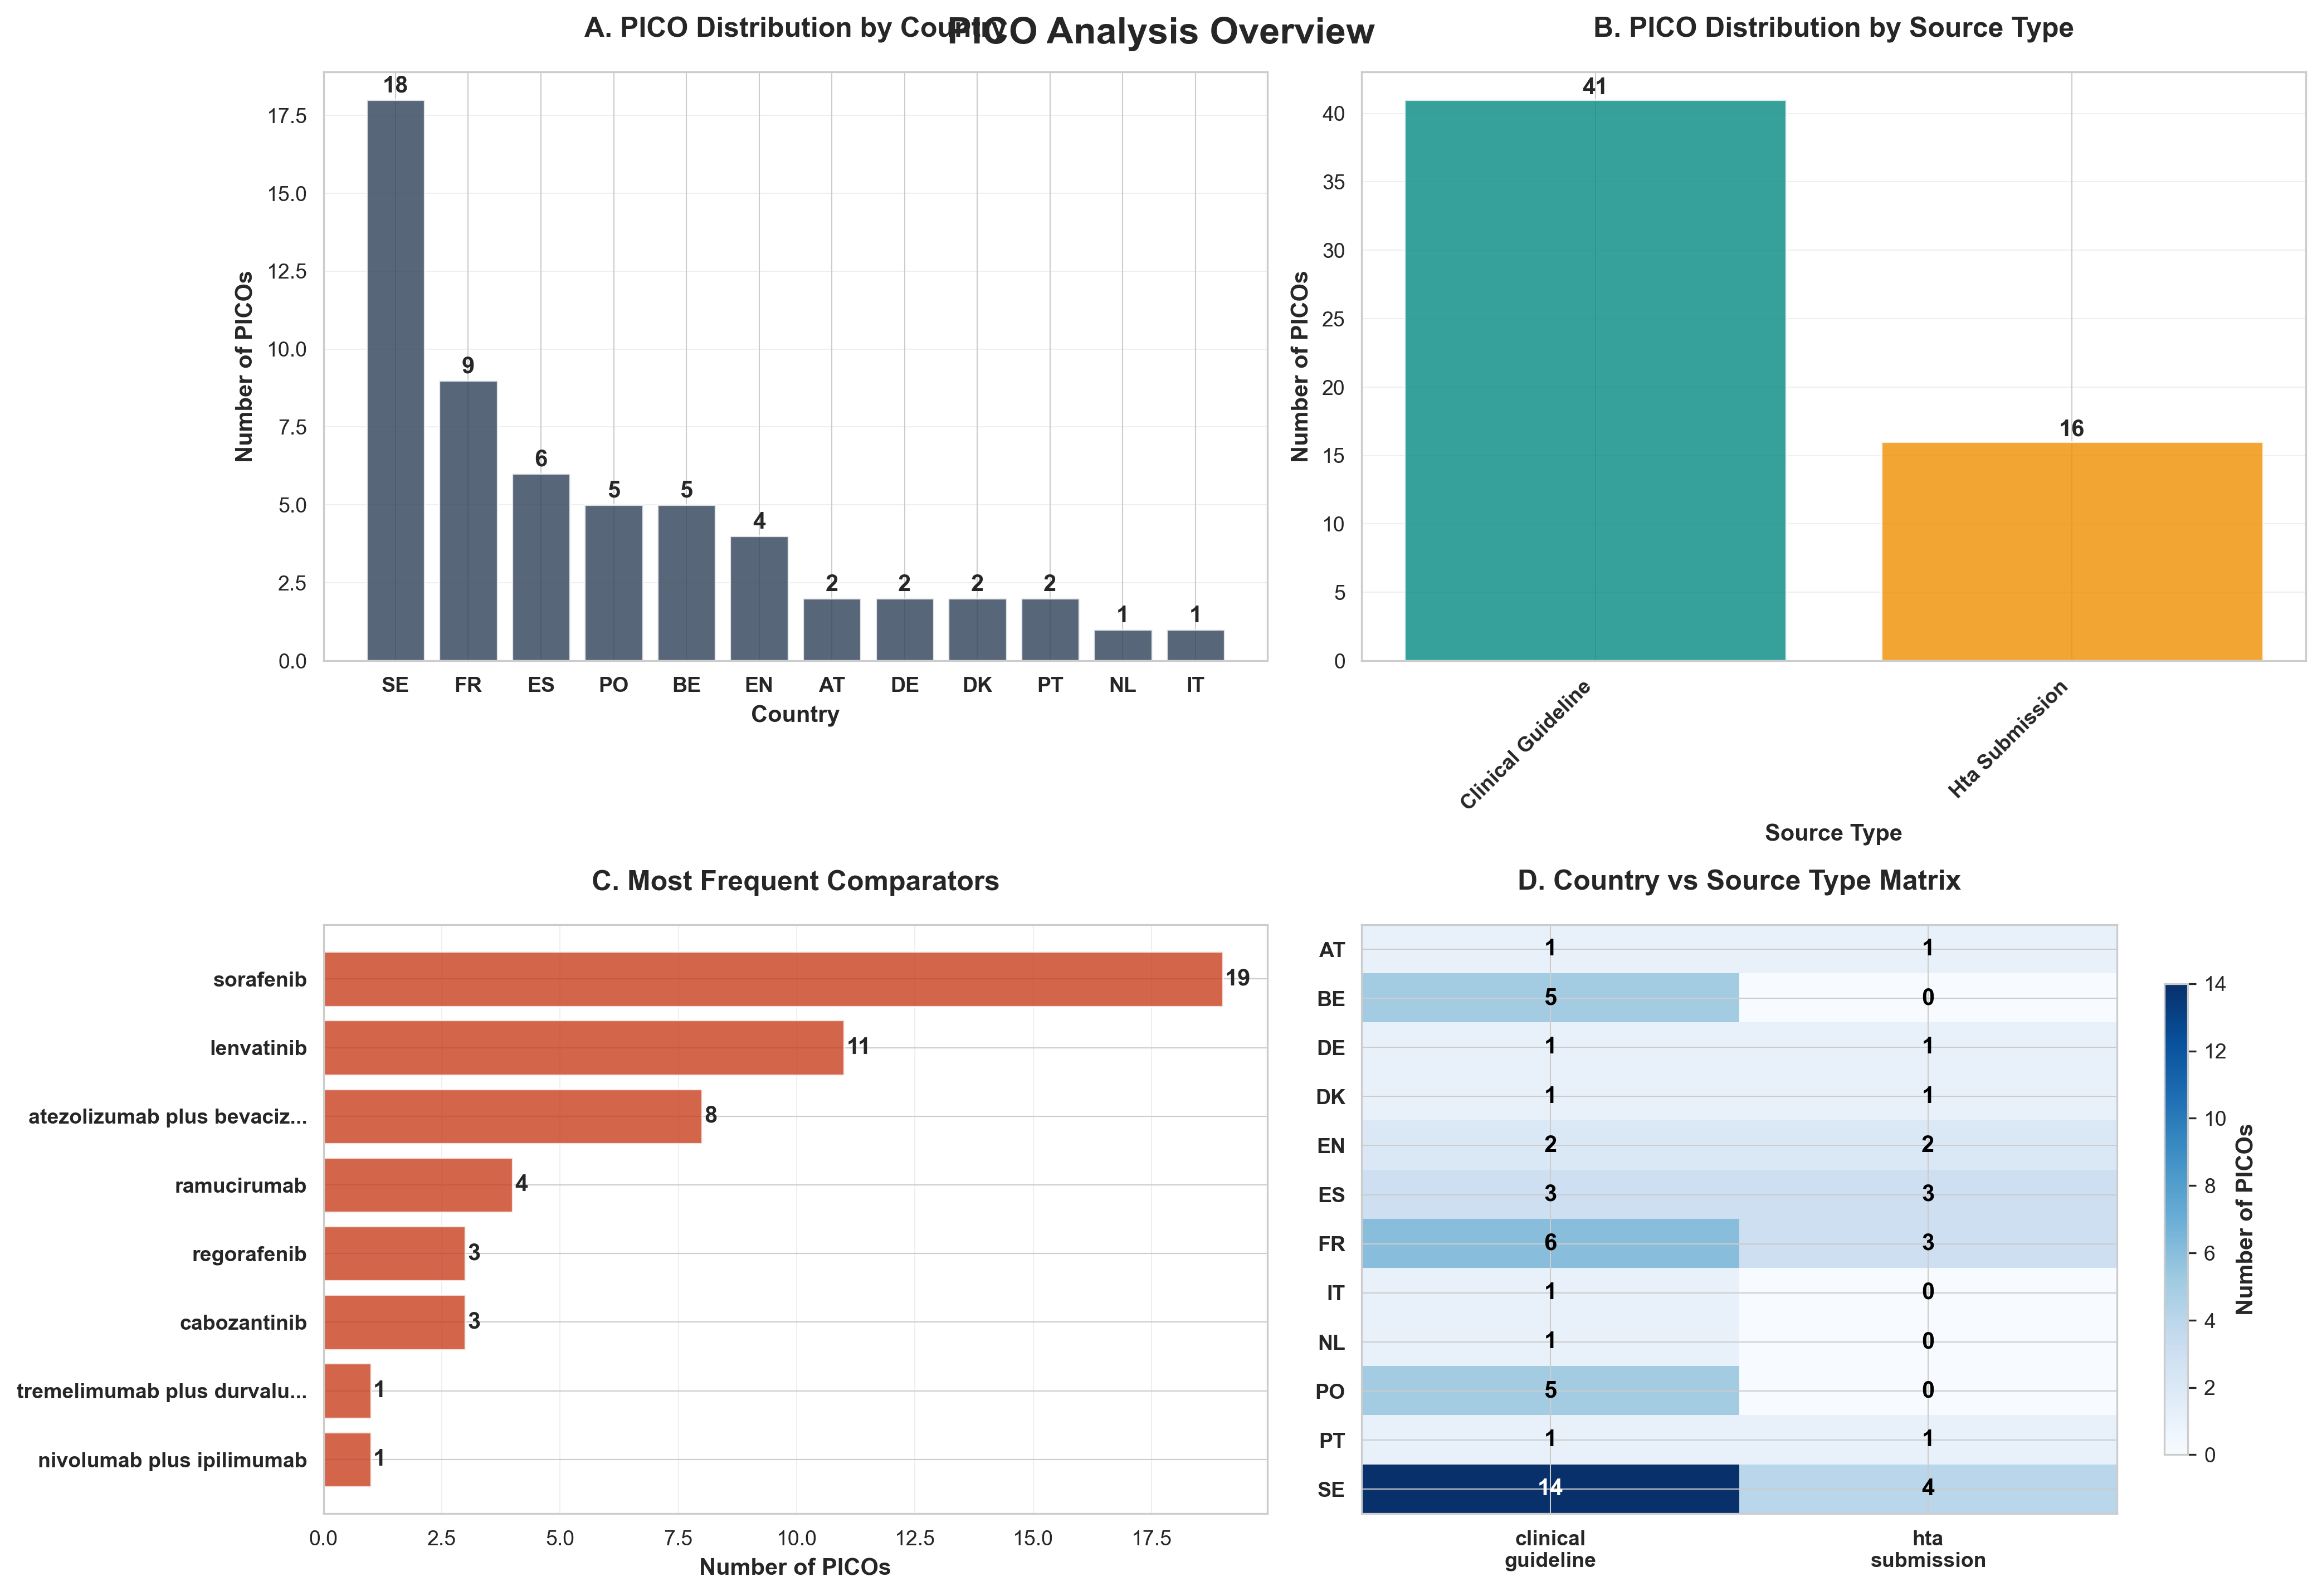 PICO Analysis Overview
A. PICO Distribution by Country
Number of PICOs
17.5
15.0
12.5
10.0
7.5
5.0
2.5
0.0
18
9
6
5
5
4
2
2
2
2
1
1
SE FR ES PO BE EN AT DE DK PT NL IT
Country
B. PICO Distribution by Source Type
Number of PICOs
40
35
30
25
20
15
10
5
0
41
16
Clinical Guideline
Hta Submission
Source Type
C. Most Frequent Comparators
sorafenib 19
lenvatinib 11
atezolizumab plus bevaciz... 8
ramucirumab 4
regorafenib 3
cabozantinib 3
tremelimumab plus durvalu... 1
nivolumab plus ipilimumab 1
0.0 2.5 5.0 7.5 10.0 12.5 15.0 17.5
Number of PICOs
D. Country vs Source Type Matrix
AT 1 1
BE 5 0
DE 1 1
DK 1 1
EN 2 2
ES 3 3
FR 6 3
IT 1 0
NL 1 0
PO 5 0
PT 1 1
SE 14 4
clinical
guideline
hta
submission
14
12
10
8
6
4
2
0
Number of PICOs